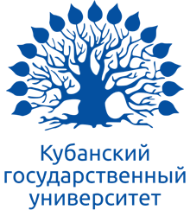 Кубанский
государственный
университет